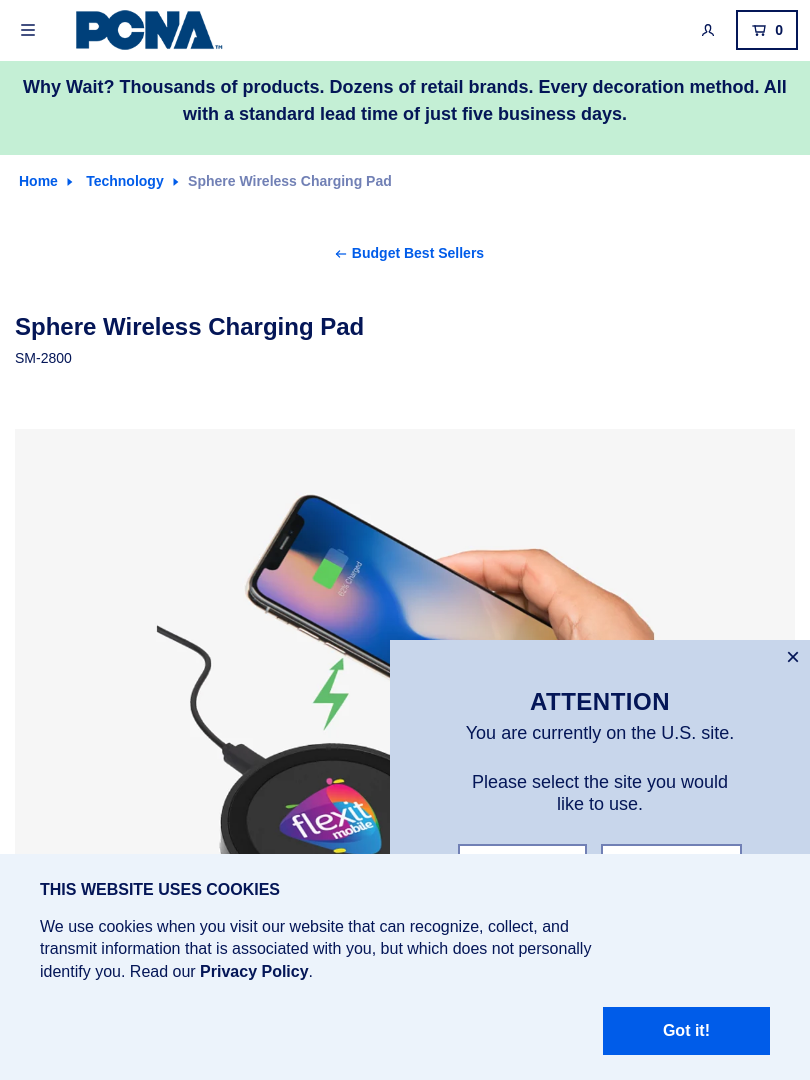 PCNA™
0
Why Wait? Thousands of products. Dozens of retail brands. Every decoration method. All
with a standard lead time of just five business days.
Home
Technology
Sphere Wireless Charging Pad
Budget Best Sellers
Sphere Wireless Charging Pad
SM-2800
62% Charged
flexit
mobile
ATTENTION
You are currently on the U.S. site.
Please select the site you would
like to use.
THIS WEBSITE USES COOKIES
We use cookies when you visit our website that can recognize, collect, and
transmit information that is associated with you, but which does not personally
identify you. Read our Privacy Policy.
Got it!